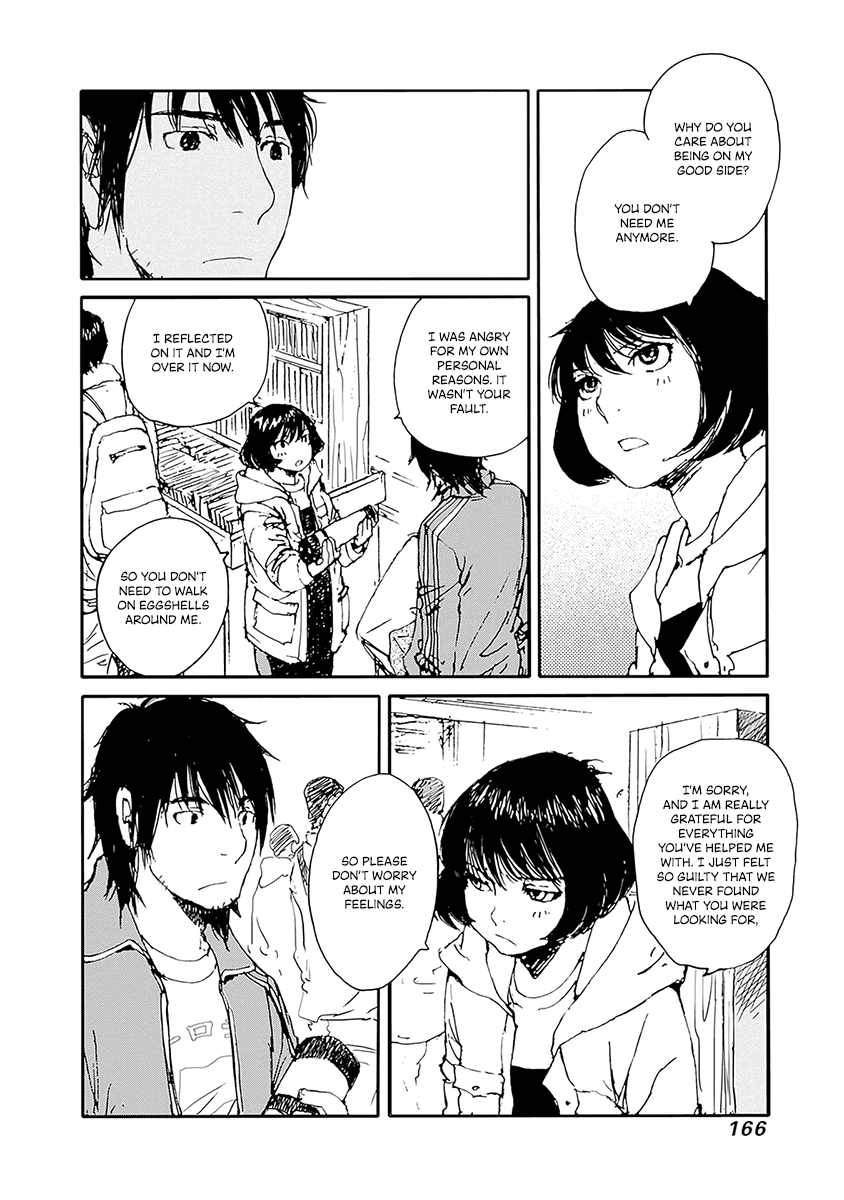 WHY DO YOU
CARE ABOUT
BEING ON MY
GOOD SIDE?
YOU DON'T
NEED ME
ANYMORE.
I WAS ANGRY
FOR MY OWN
PERSONAL
REASONS. IT
WASN'T YOUR
FAULT.
I REFLECTED
ON IT AND I'M
OVER IT NOW.
SO YOU DON'T
NEED TO WALK
ON EGGSHELLS
AROUND ME.
I'M SORRY,
AND I AM REALLY
GRATEFUL FOR
EVERYTHING
YOU'VE HELPED ME
WITH. I JUST FELT
SO GUILTY THAT WE
NEVER FOUND
WHAT YOU WERE
LOOKING FOR,
SO PLEASE
DON'T WORRY
ABOUT MY
FEELINGS.
166